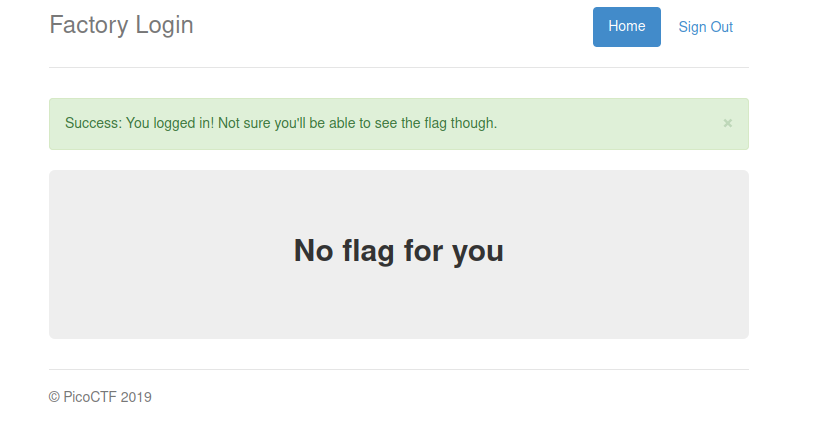 Factory Login
Home
Sign Out
Success: You logged in! Not sure you'll be able to see the flag though.
×
No flag for you
© PicoCTF 2019